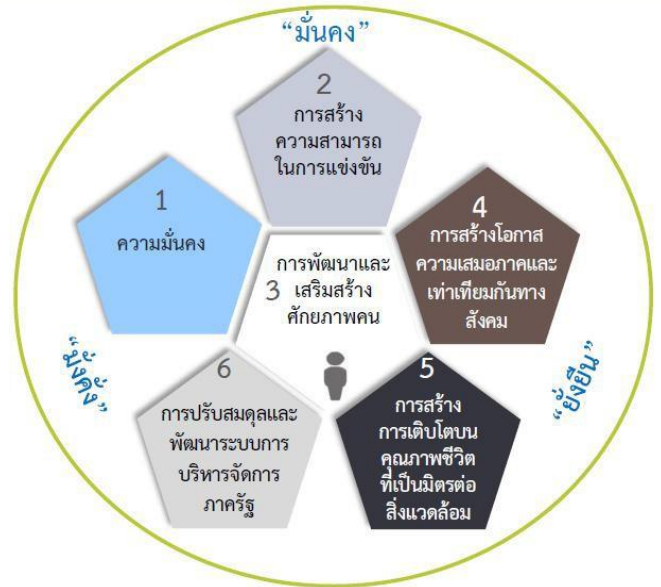 “มั่นคง”
2
การสร้าง
ความสามารถ
ในการแข่งขัน
1
ความมั่นคง
4
การสร้างโอกาส
ความเสมอภาคและ
เท่าเทียมกันทาง
สังคม
การพัฒนาและ
3 เสริมสร้าง
ศักยภาพคน
“มั่งคั่ง”
“ยั่งยืน”
6
การปรับสมดุลและ
พัฒนาระบบการ
บริหารจัดการ
ภาครัฐ
5
การสร้าง
การเติบโตบน
คุณภาพชีวิต
ที่เป็นมิตรต่อ
สิ่งแวดล้อม